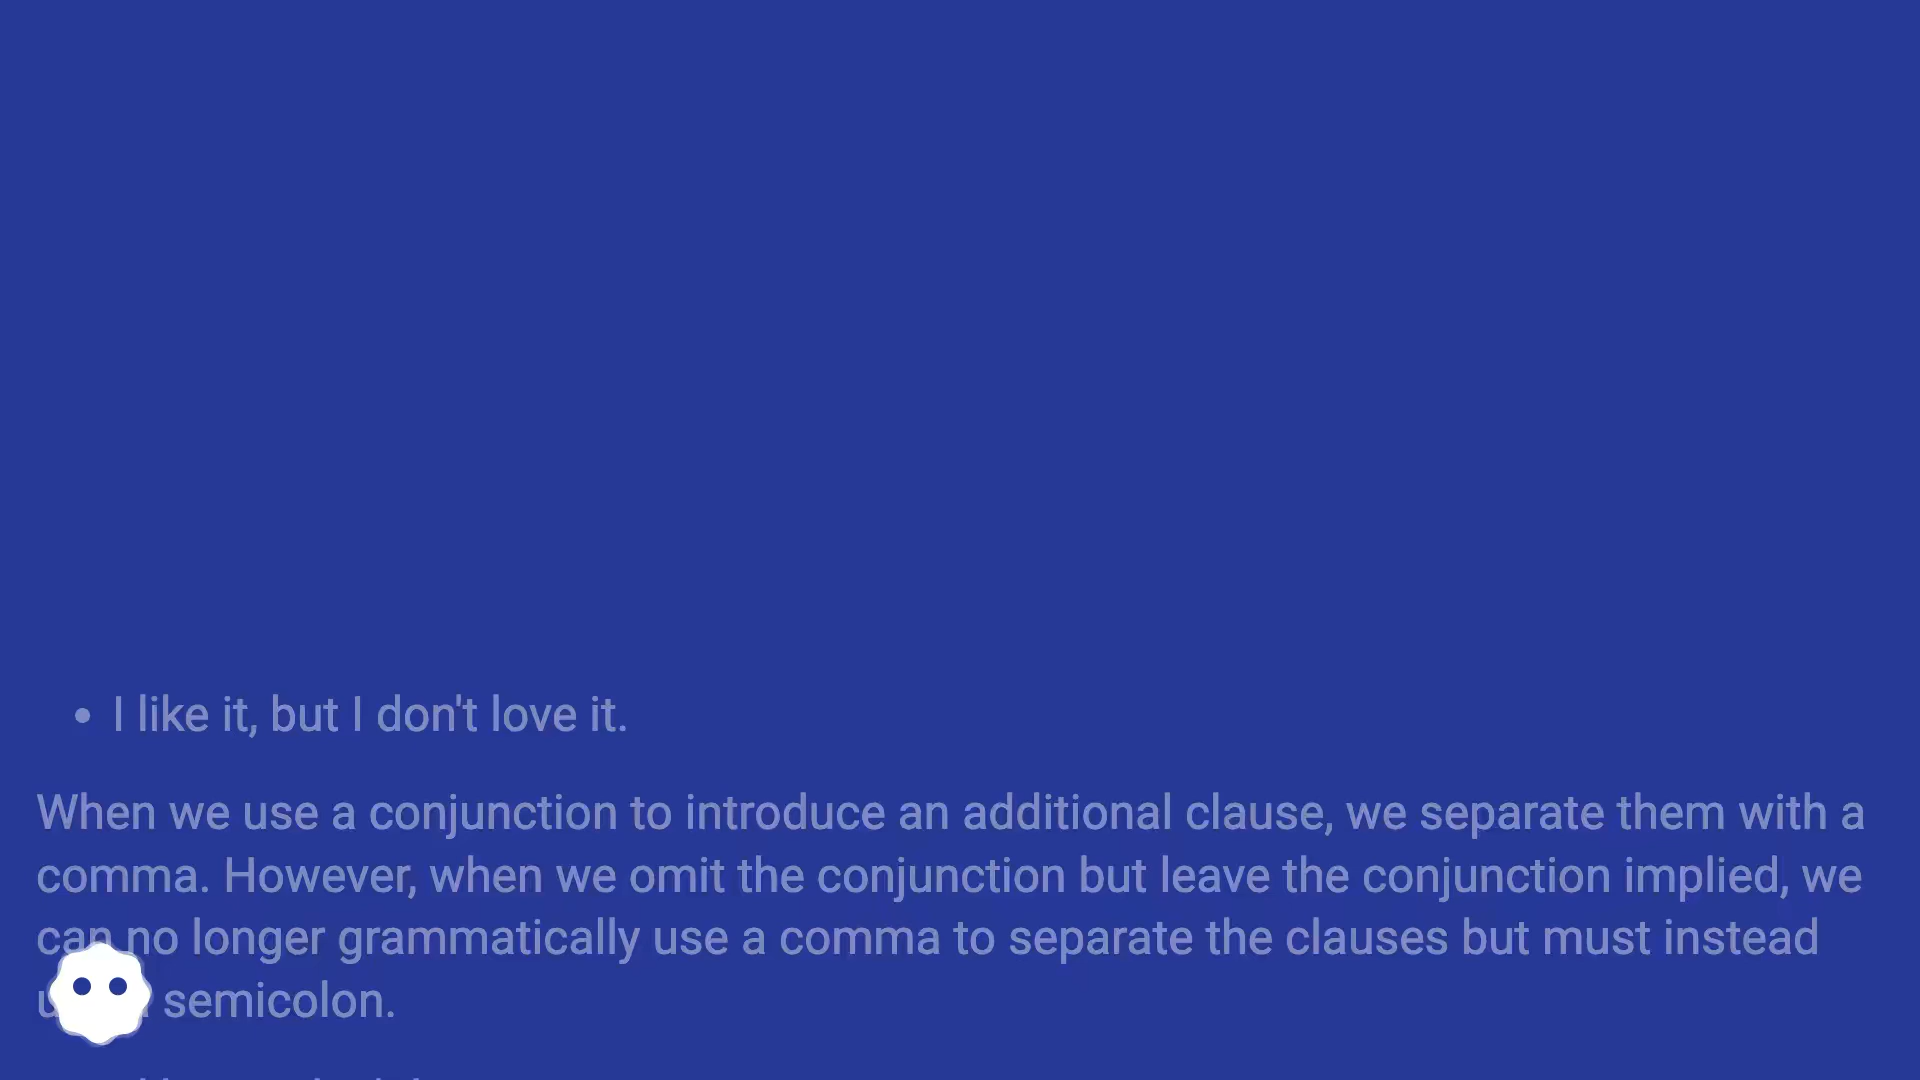 • I like it, but I don't love it.
When we use a conjunction to introduce an additional clause, we separate them with a
comma. However, when we omit the conjunction but leave the conjunction implied, we
can no longer grammatically use a comma to separate the clauses but must instead
semicolon.